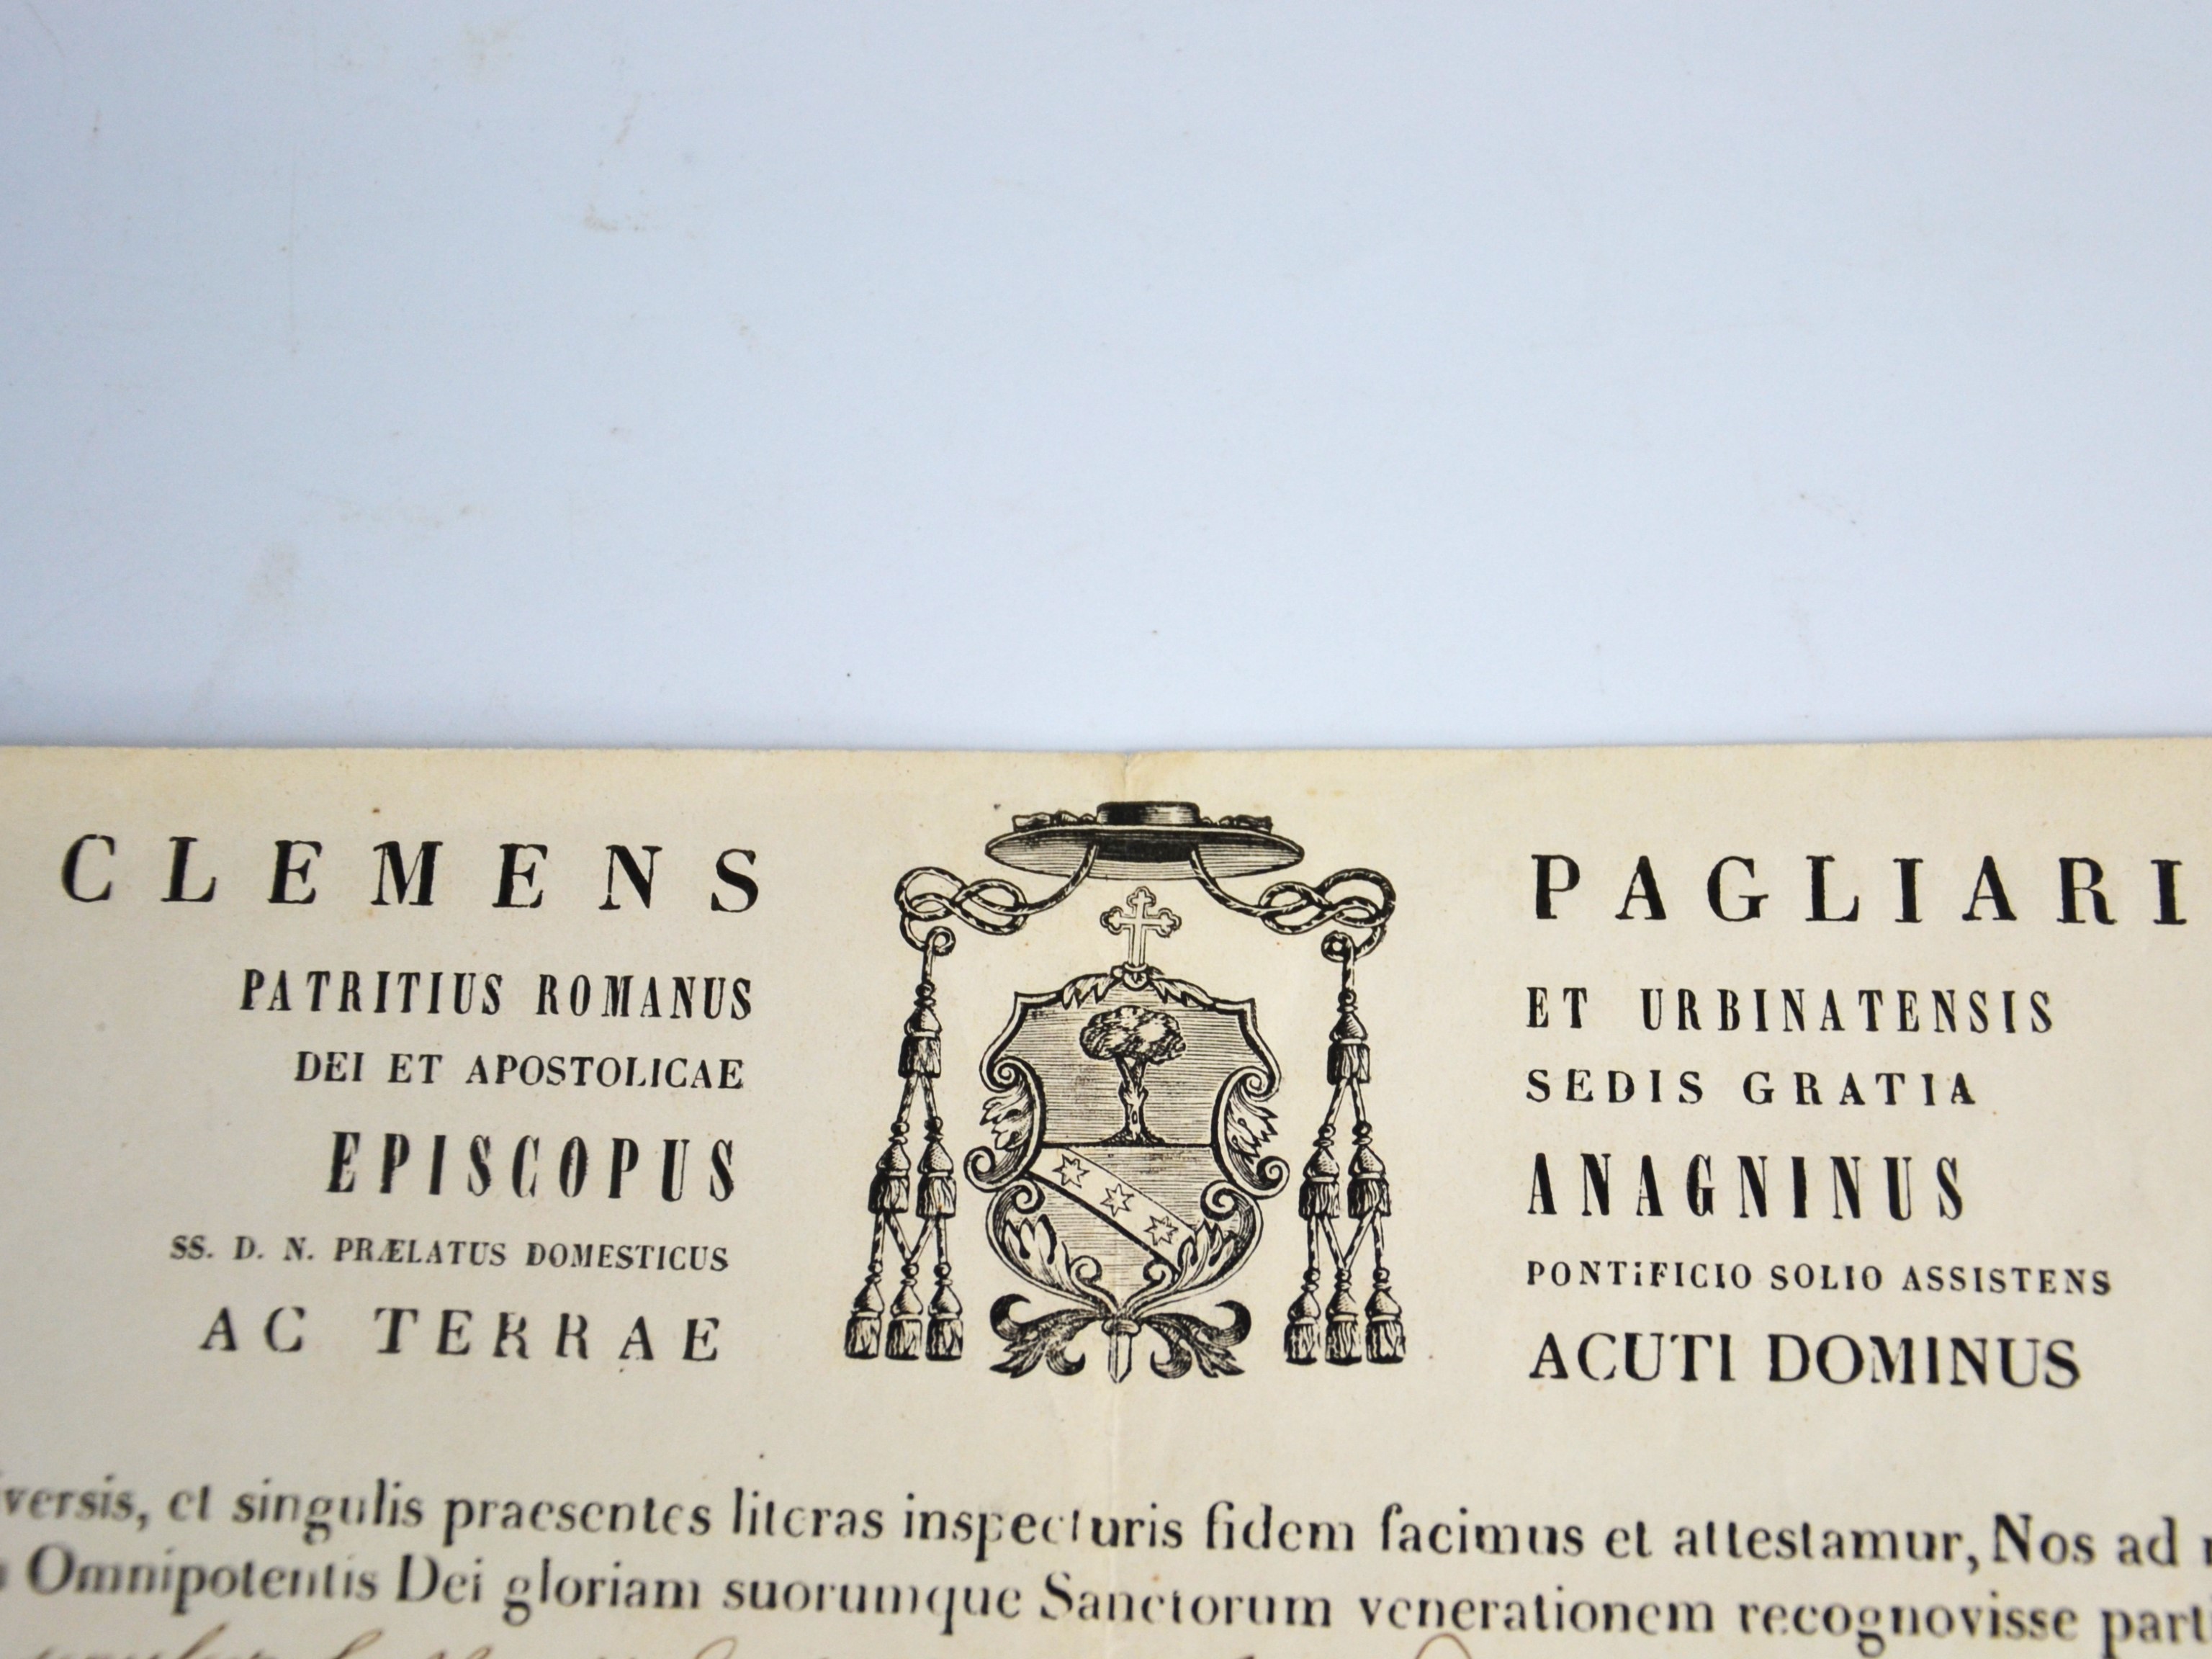 CLEMENS PAGLIARI
PATRITIUS ROMANUS ET URBINATENSIS
DEI ET APOSTOLICAE SEDIS GRATIA
EPISCOPUS ANAGNINUS
SS. D. N. PRÆLATUS DOMESTICUS PONTIFICIO SOLIO ASSISTENS
AC TERRAE ACUTI DOMINUS
versis, et singulis praesentes literas inspecturis fidem facimus et attestamur, Nos ad
Omnipotentis Dei gloriam suorumque Sanctorum venerationem recognovisse parti